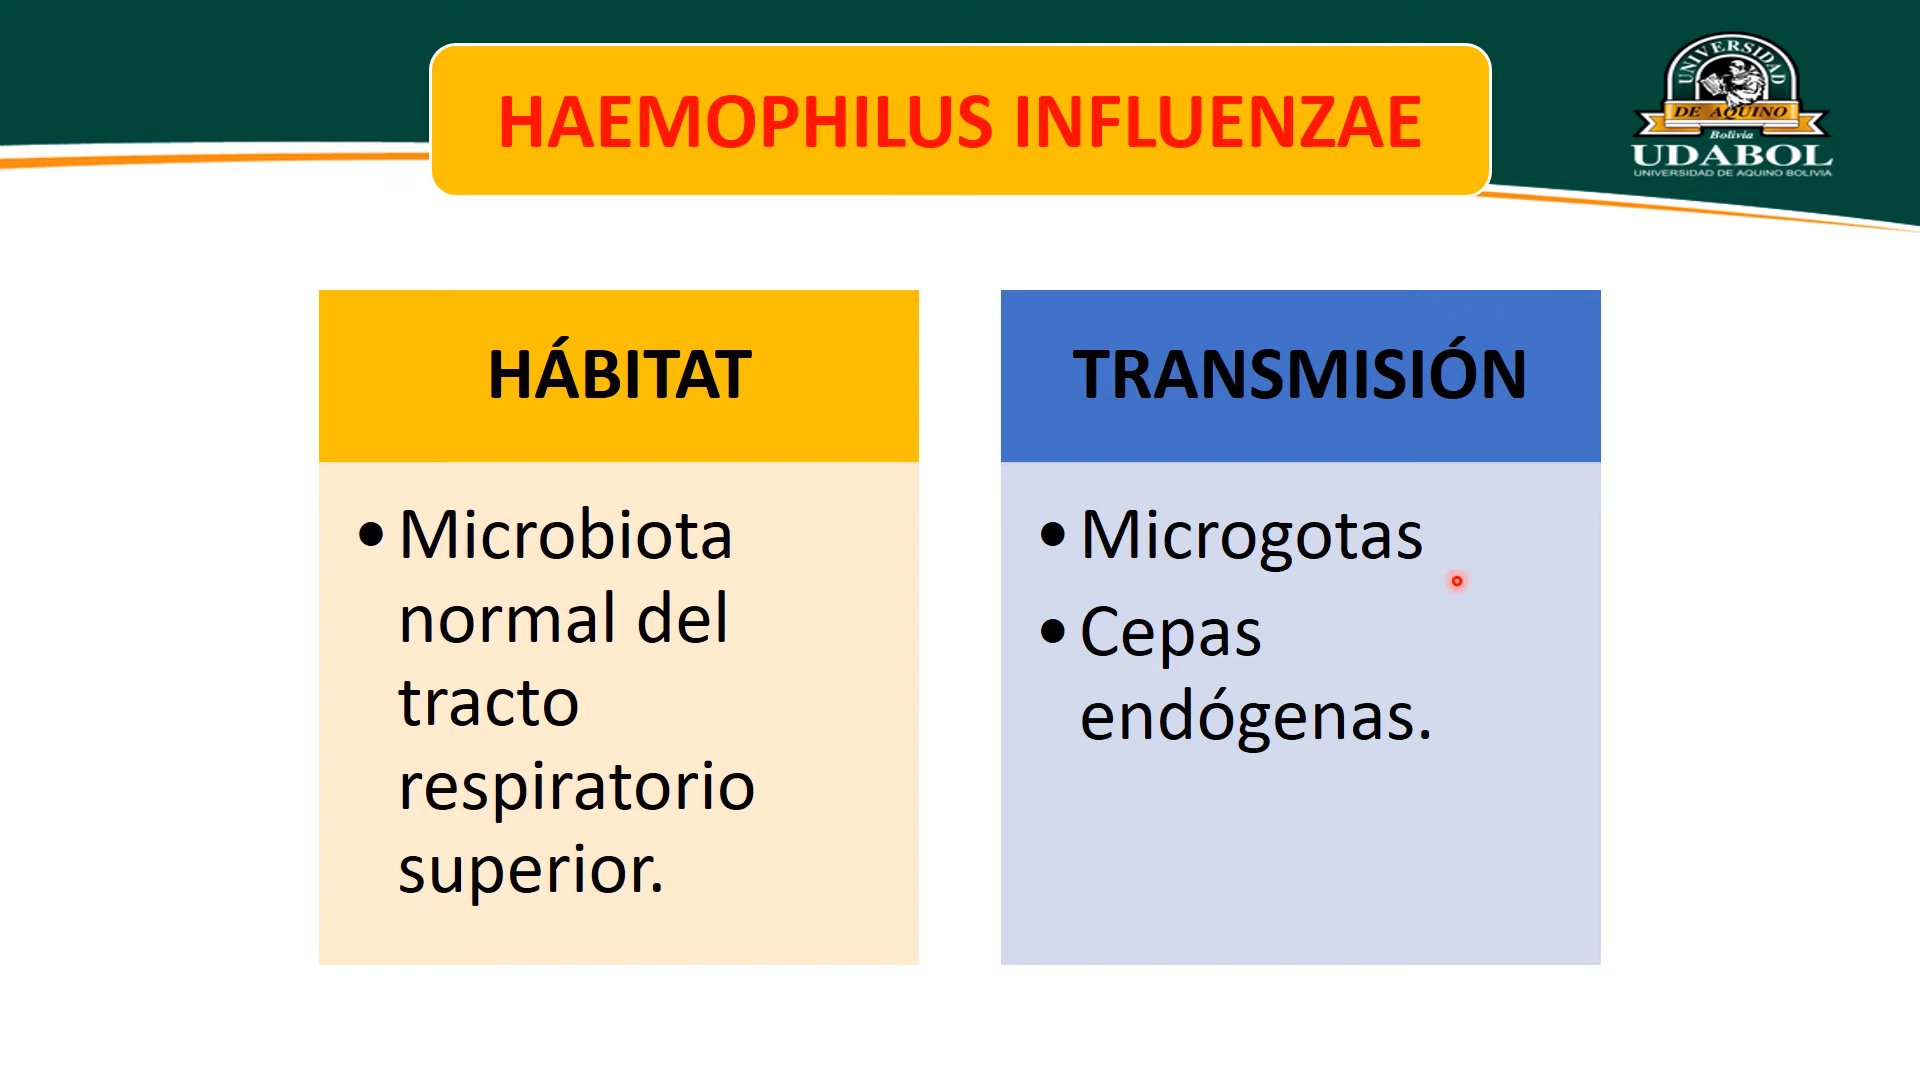 HAEMOPHILUS INFLUENZAE
UNIVERSIDAD
DE AQUINO
Bolivia
UDABOL
UNIVERSIDAD DE AQUINO BOLIVIA
HÁBITAT
• Microbiota
normal del
tracto
respiratorio
superior.
TRANSMISIÓN
• Microgotas
• Cepas
endógenas.